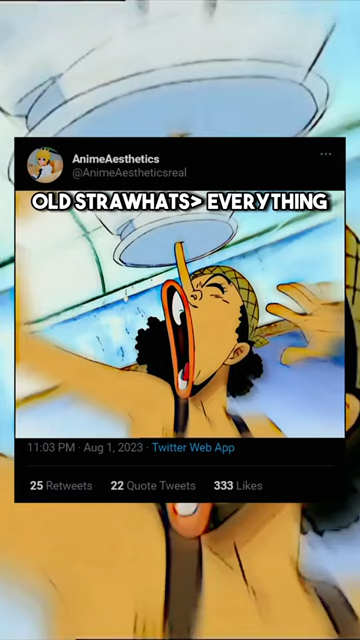 AnimeAesthetics
@AnimeAestheticsreal
OLD STRAWHATS> EVERYTHING
11:03 PM · Aug 1, 2023 · Twitter Web App
25 Retweets 22 Quote Tweets 333 Likes